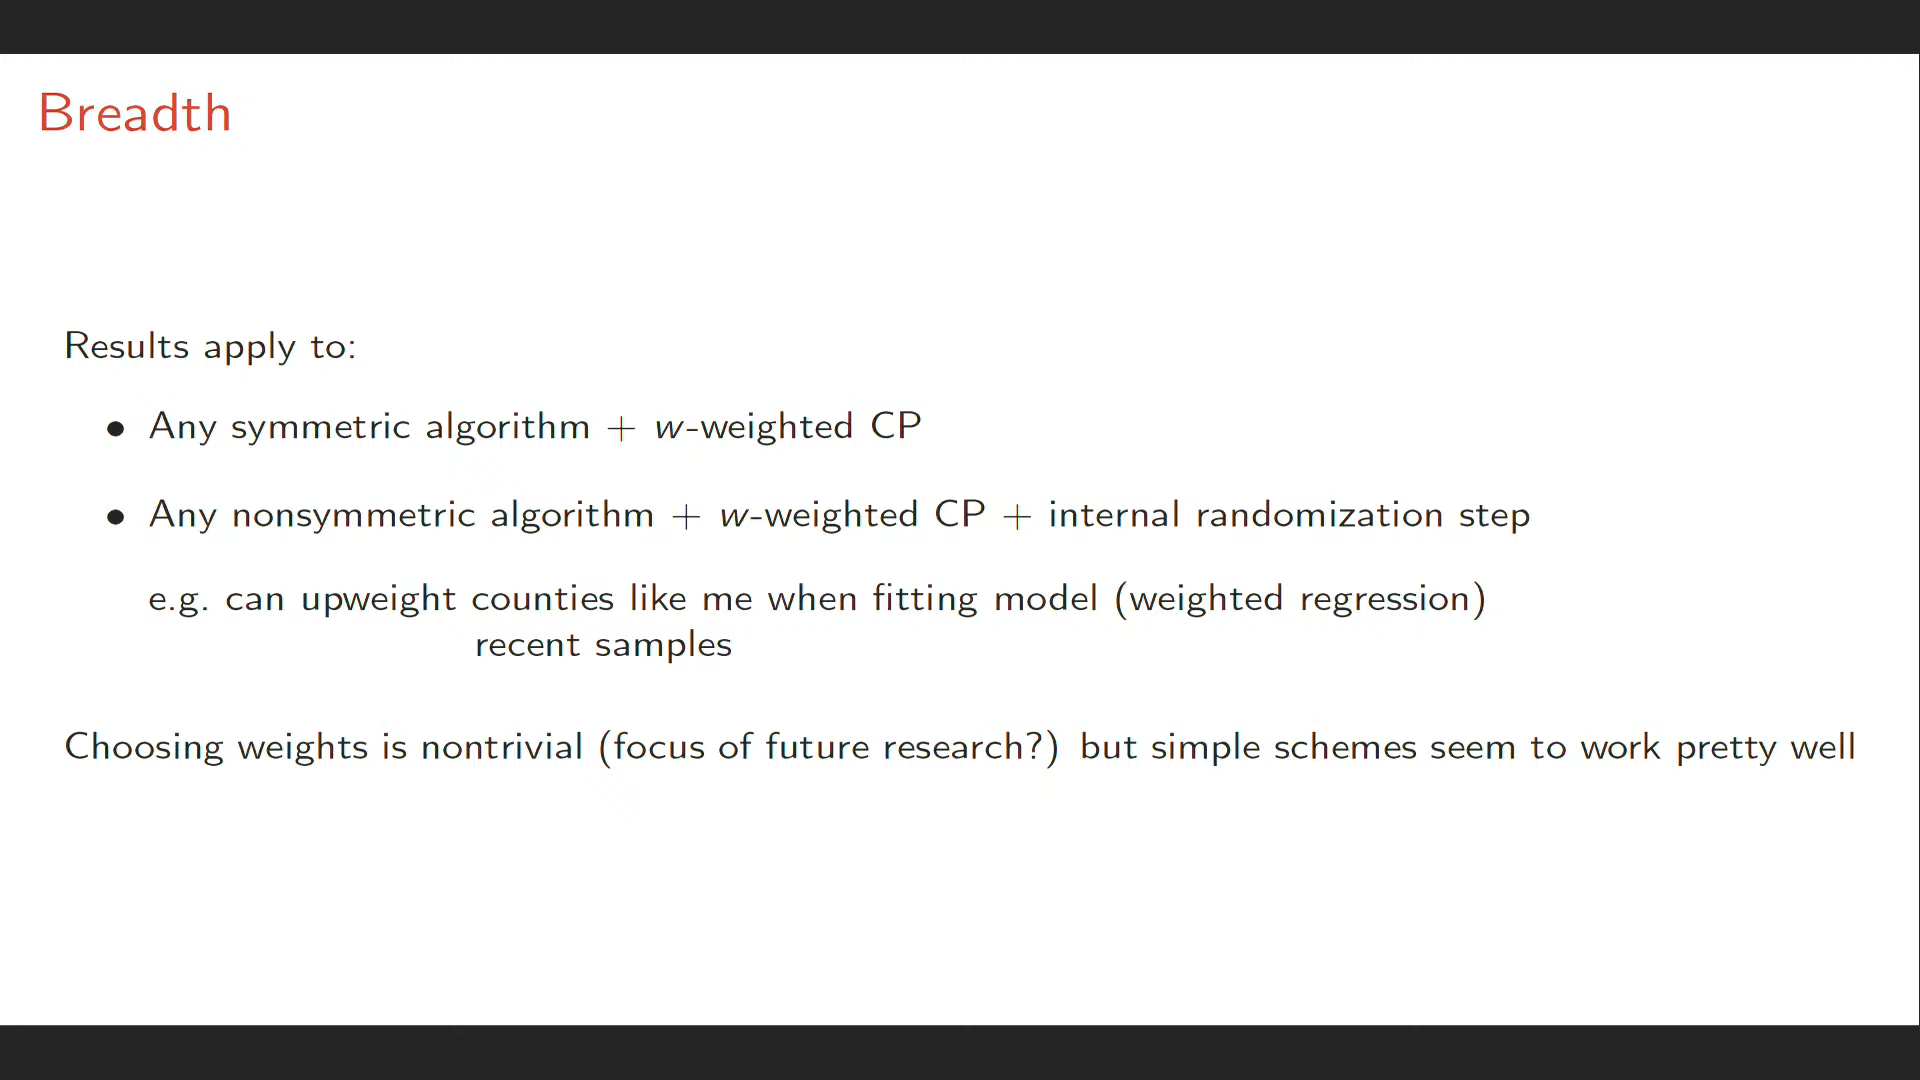 Breadth
Results apply to:
• Any symmetric algorithm + w-weighted CP
• Any nonsymmetric algorithm + w-weighted CP + internal randomization step
e.g. can upweight counties like me when fitting model (weighted regression)
recent samples
Choosing weights is nontrivial (focus of future research?) but simple schemes seem to work pretty well